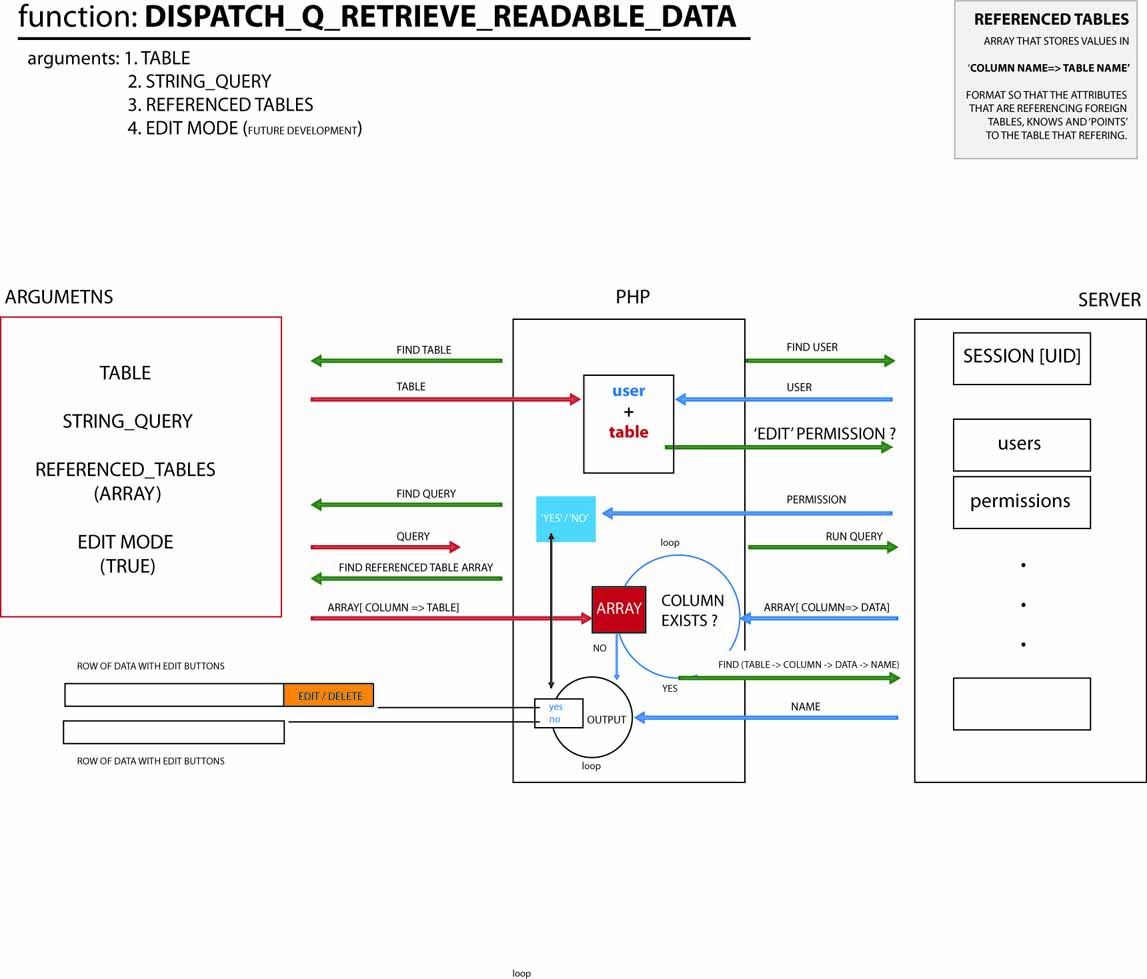 function: DISPATCH_Q_RETRIEVE_READABLE_DATA
arguments: 1. TABLE
2. STRING_QUERY
3. REFERENCED TABLES
4. EDIT MODE (FUTURE DEVELOPMENT)
REFERENCED TABLES
ARRAY THAT STORES VALUES IN
'COLUMN NAME=> TABLE NAME'
FORMAT SO THAT THE ATTRIBUTES
THAT ARE REFERENCING FOREIGN
TABLES, KNOWS AND 'POINTS'
TO THE TABLE THAT REFERING.
ARGUMETNS
TABLE
STRING_QUERY
REFERENCED_TABLES
(ARRAY)
EDIT MODE
(TRUE)
FIND TABLE
TABLE
FIND QUERY
QUERY
FIND REFERENCED TABLE ARRAY
ARRAY[ COLUMN => TABLE]
PHP
user
+
table
'YES' / 'NO'
loop
ARRAY
COLUMN
EXISTS ?
NO
YES
yes
no
OUTPUT
loop
FIND USER
USER
'EDIT' PERMISSION ?
PERMISSION
RUN QUERY
ARRAY[ COLUMN=> DATA]
FIND (TABLE -> COLUMN -> DATA -> NAME)
NAME
SERVER
SESSION [UID]
users
permissions
.
.
.
ROW OF DATA WITH EDIT BUTTONS
EDIT / DELETE
ROW OF DATA WITH EDIT BUTTONS
loop